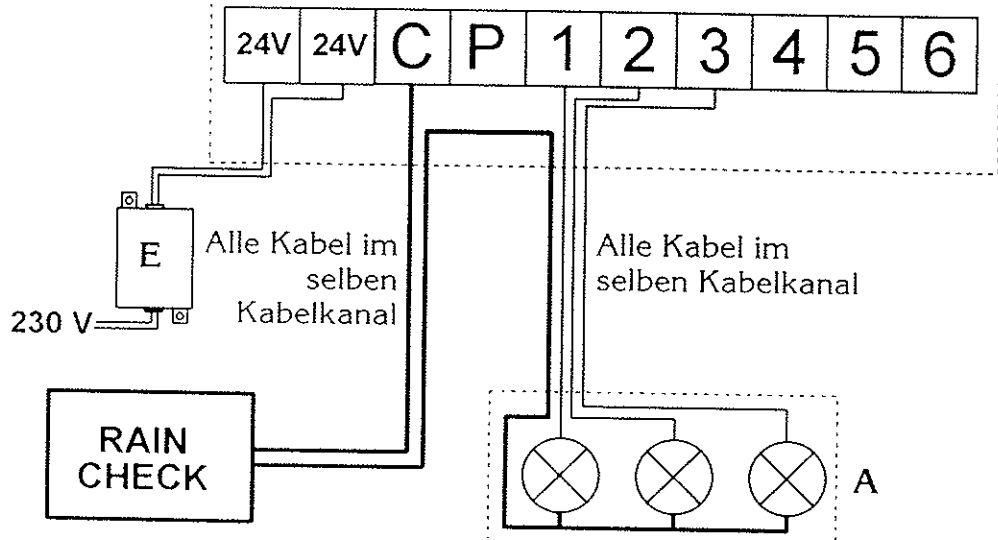 24V 24V C P 1 2 3 4 5 6
Alle Kabel im
selben
Kabelkanal
Alle Kabel im
selben Kabelkanal
E
230 V
RAIN
CHECK
A